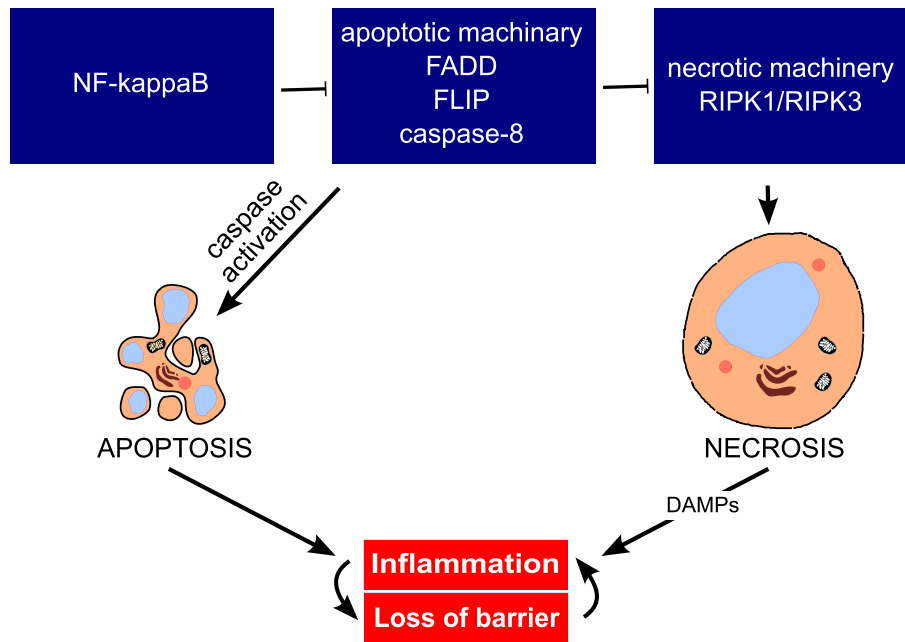 NF-kappaB
apoptotic machinary
FADD
FLIP
caspase-8
necrotic machinery
RIPK1/RIPK3
caspase
activation
APOPTOSIS
NECROSIS
DAMPs
Inflammation
Loss of barrier